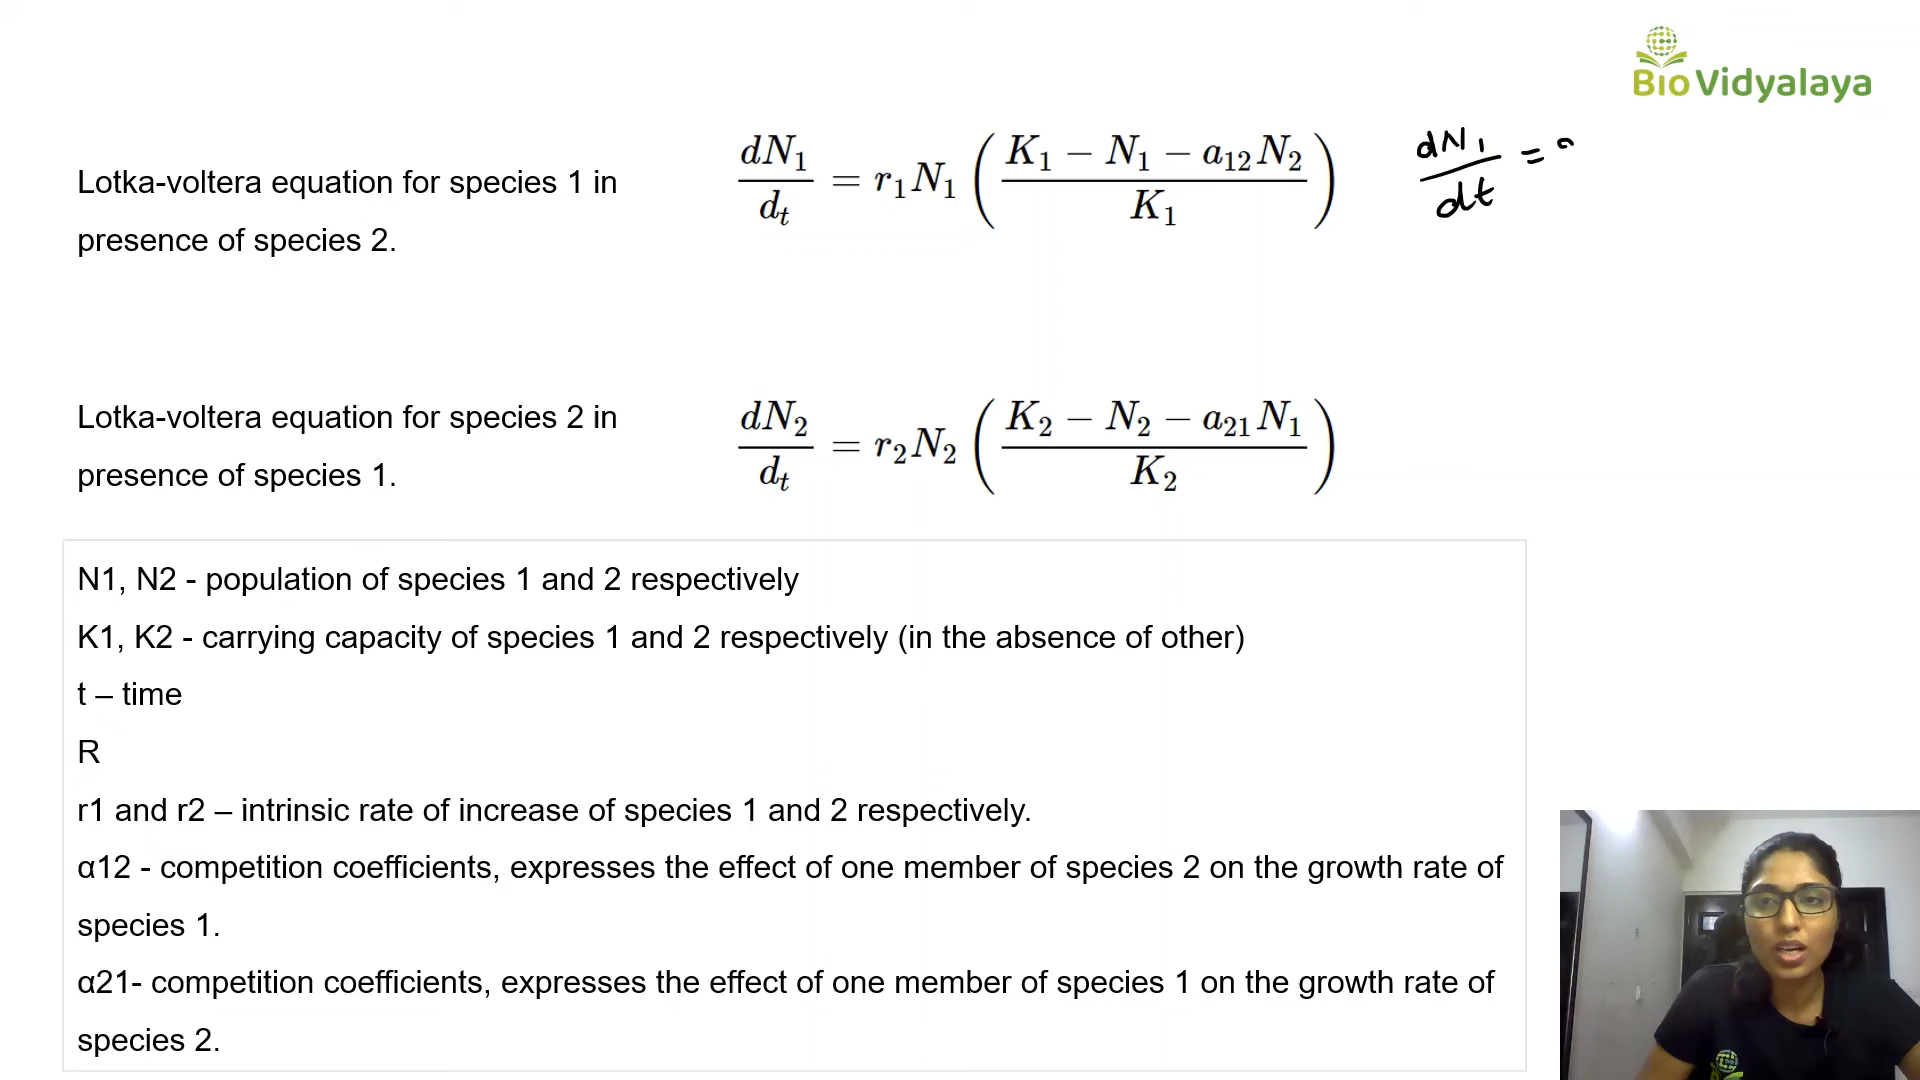 Bio Vidyalaya
Lotka-voltera equation for species 1 in
presence of species 2.
dN₁/d_t = r₁N₁ ( (K₁ − N₁ − a₁₂N₂) / K₁ )
dN₁/dt =
Lotka-voltera equation for species 2 in
presence of species 1.
dN₂/d_t = r₂N₂ ( (K₂ − N₂ − a₂₁N₁) / K₂ )
N1, N2 - population of species 1 and 2 respectively
K1, K2 - carrying capacity of species 1 and 2 respectively (in the absence of other)
t – time
R
r1 and r2 – intrinsic rate of increase of species 1 and 2 respectively.
α12 - competition coefficients, expresses the effect of one member of species 2 on the growth rate of
species 1.
α21- competition coefficients, expresses the effect of one member of species 1 on the growth rate of
species 2.